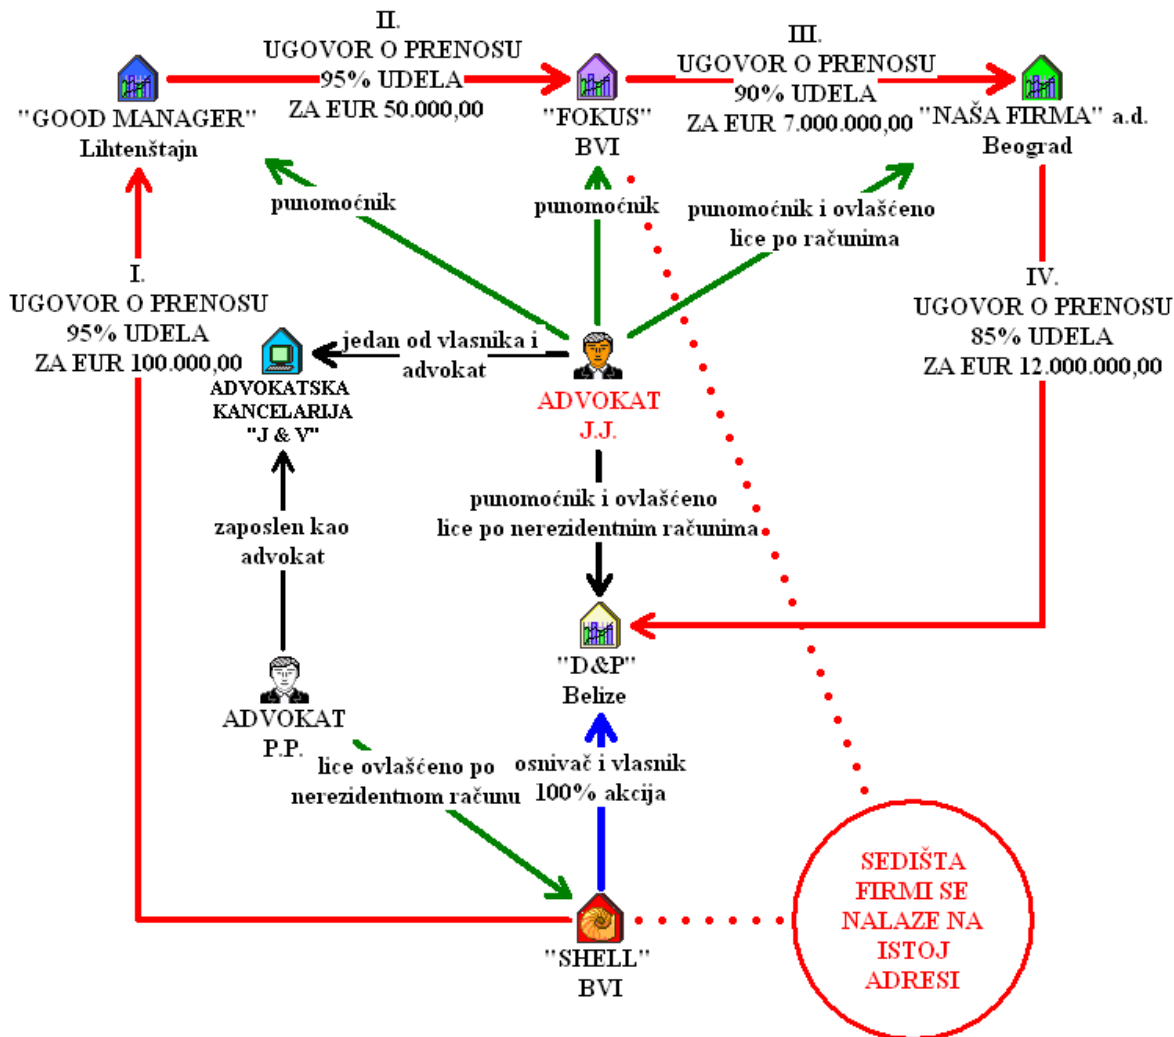 II.
UGOVOR O PRENOSU
95% UDELA
ZA EUR 50.000,00
III.
UGOVOR O PRENOSU
90% UDELA
ZA EUR 7.000.000,00
"GOOD MANAGER"
Lihtenštajn
"FOKUS"
BVI
"NAŠA FIRMA" a.d.
Beograd
punomoćnik
punomoćnik
punomoćnik i ovlašćeno
lice po računima
I.
UGOVOR O PRENOSU
95% UDELA
ZA EUR 100.000,00
IV.
UGOVOR O PRENOSU
85% UDELA
ZA EUR 12.000.000,00
jedan od vlasnika i
advokat
ADVOKATSKA
KANCELARIJA
"J & V"
ADVOKAT
J.J.
punomoćnik i ovlašćeno
lice po nerezidentnim računima
zaposlen kao
advokat
"D&P"
Belize
ADVOKAT
P.P.
lice ovlašćeno po
nerezidentnom računu
osnivač i vlasnik
100% akcija
SEDIŠTA
FIRMI SE
NALAZE NA
ISTOJ
ADRESI
"SHELL"
BVI